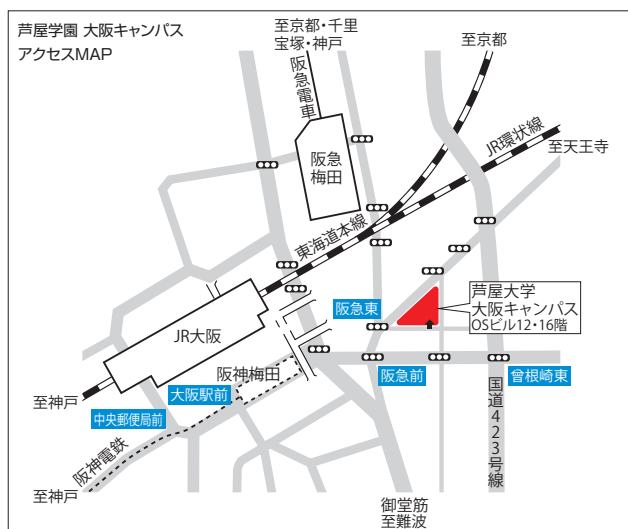 芦屋学園 大阪キャンパス
アクセスMAP
至京都・千里
宝塚・神戸
至京都
阪急電車
阪急
梅田
JR環状線
至天王寺
東海道本線
芦屋大学
大阪キャンパス
OSビル12・16階
阪急東
JR大阪
阪神梅田
大阪駅前
阪急前
曾根崎東
至神戸
中央郵便局前
国道423号線
阪神電鉄
至神戸
御堂筋
至難波